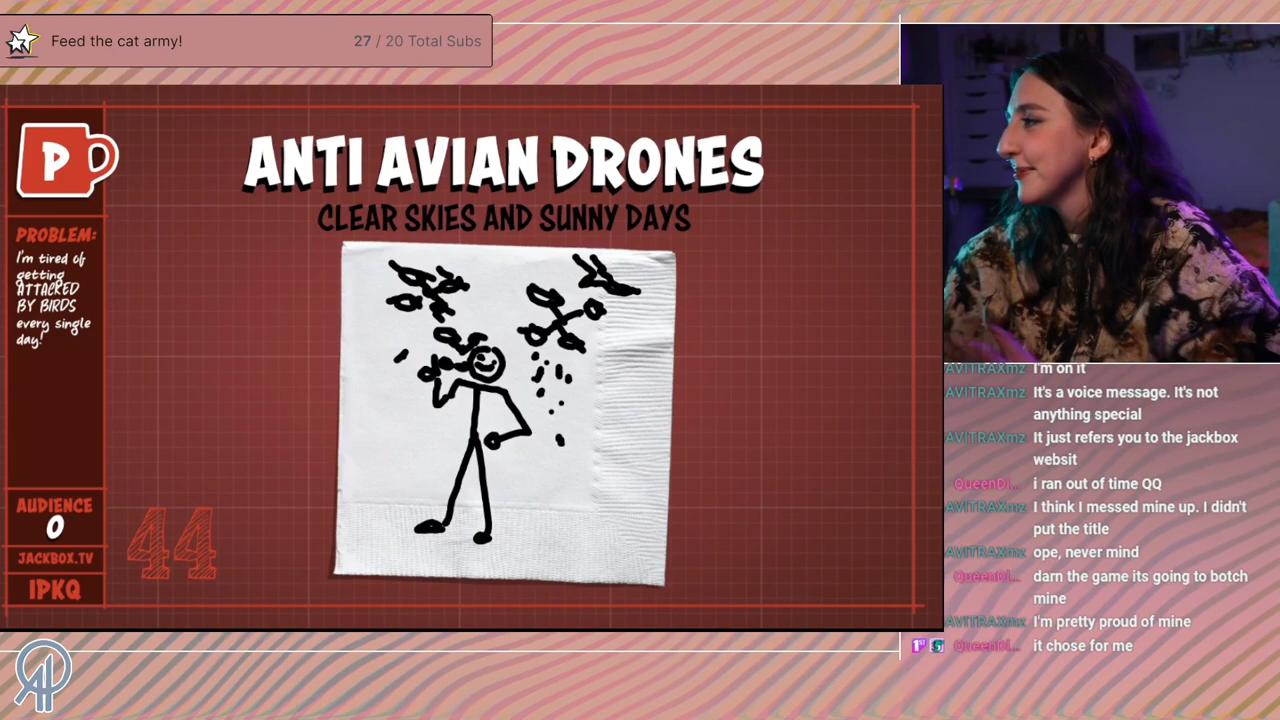 Feed the cat army!
27 / 20 Total Subs
P
ANTI AVIAN DRONES
CLEAR SKIES AND SUNNY DAYS
PROBLEM:
I'm tired of
getting
ATTACKED
BY BIRDS
every single
day!
AUDIENCE
0
JACKBOX.TV
IPKQ
44
AVITRAXmz I'm on it
AVITRAXmz It's a voice message. It's not
anything special
AVITRAXmz It just refers you to the jackbox
websit
QueenDi... i ran out of time QQ
AVITRAXmz I think I messed mine up. I didn't
put the title
AVITRAXmz ope, never mind
QueenDi... darn the game its going to botch
mine
AVITRAXmz I'm pretty proud of mine
1ST QueenDi... it chose for me